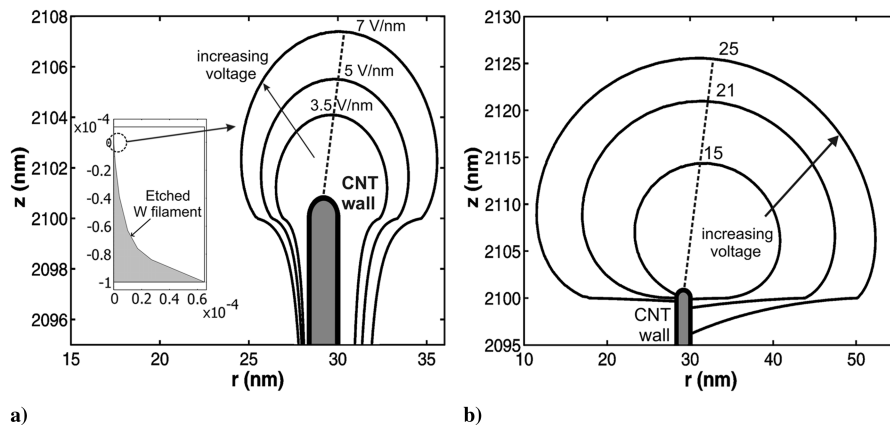 2108
2106
2104
2102
2100
2098
2096
z (nm)
15
20
25
30
35
r (nm)
7 V/nm
5 V/nm
3.5 V/nm
increasing
voltage
CNT
wall
x10⁻⁴
-0.2
-0.4
-0.6
-0.8
-1
0
0.2
0.4
0.6
x10⁻⁴
Etched
W filament
a)
2130
2125
2120
2115
2110
2105
2100
2095
z (nm)
10
20
30
40
50
r (nm)
25
21
15
increasing
voltage
CNT
wall
b)